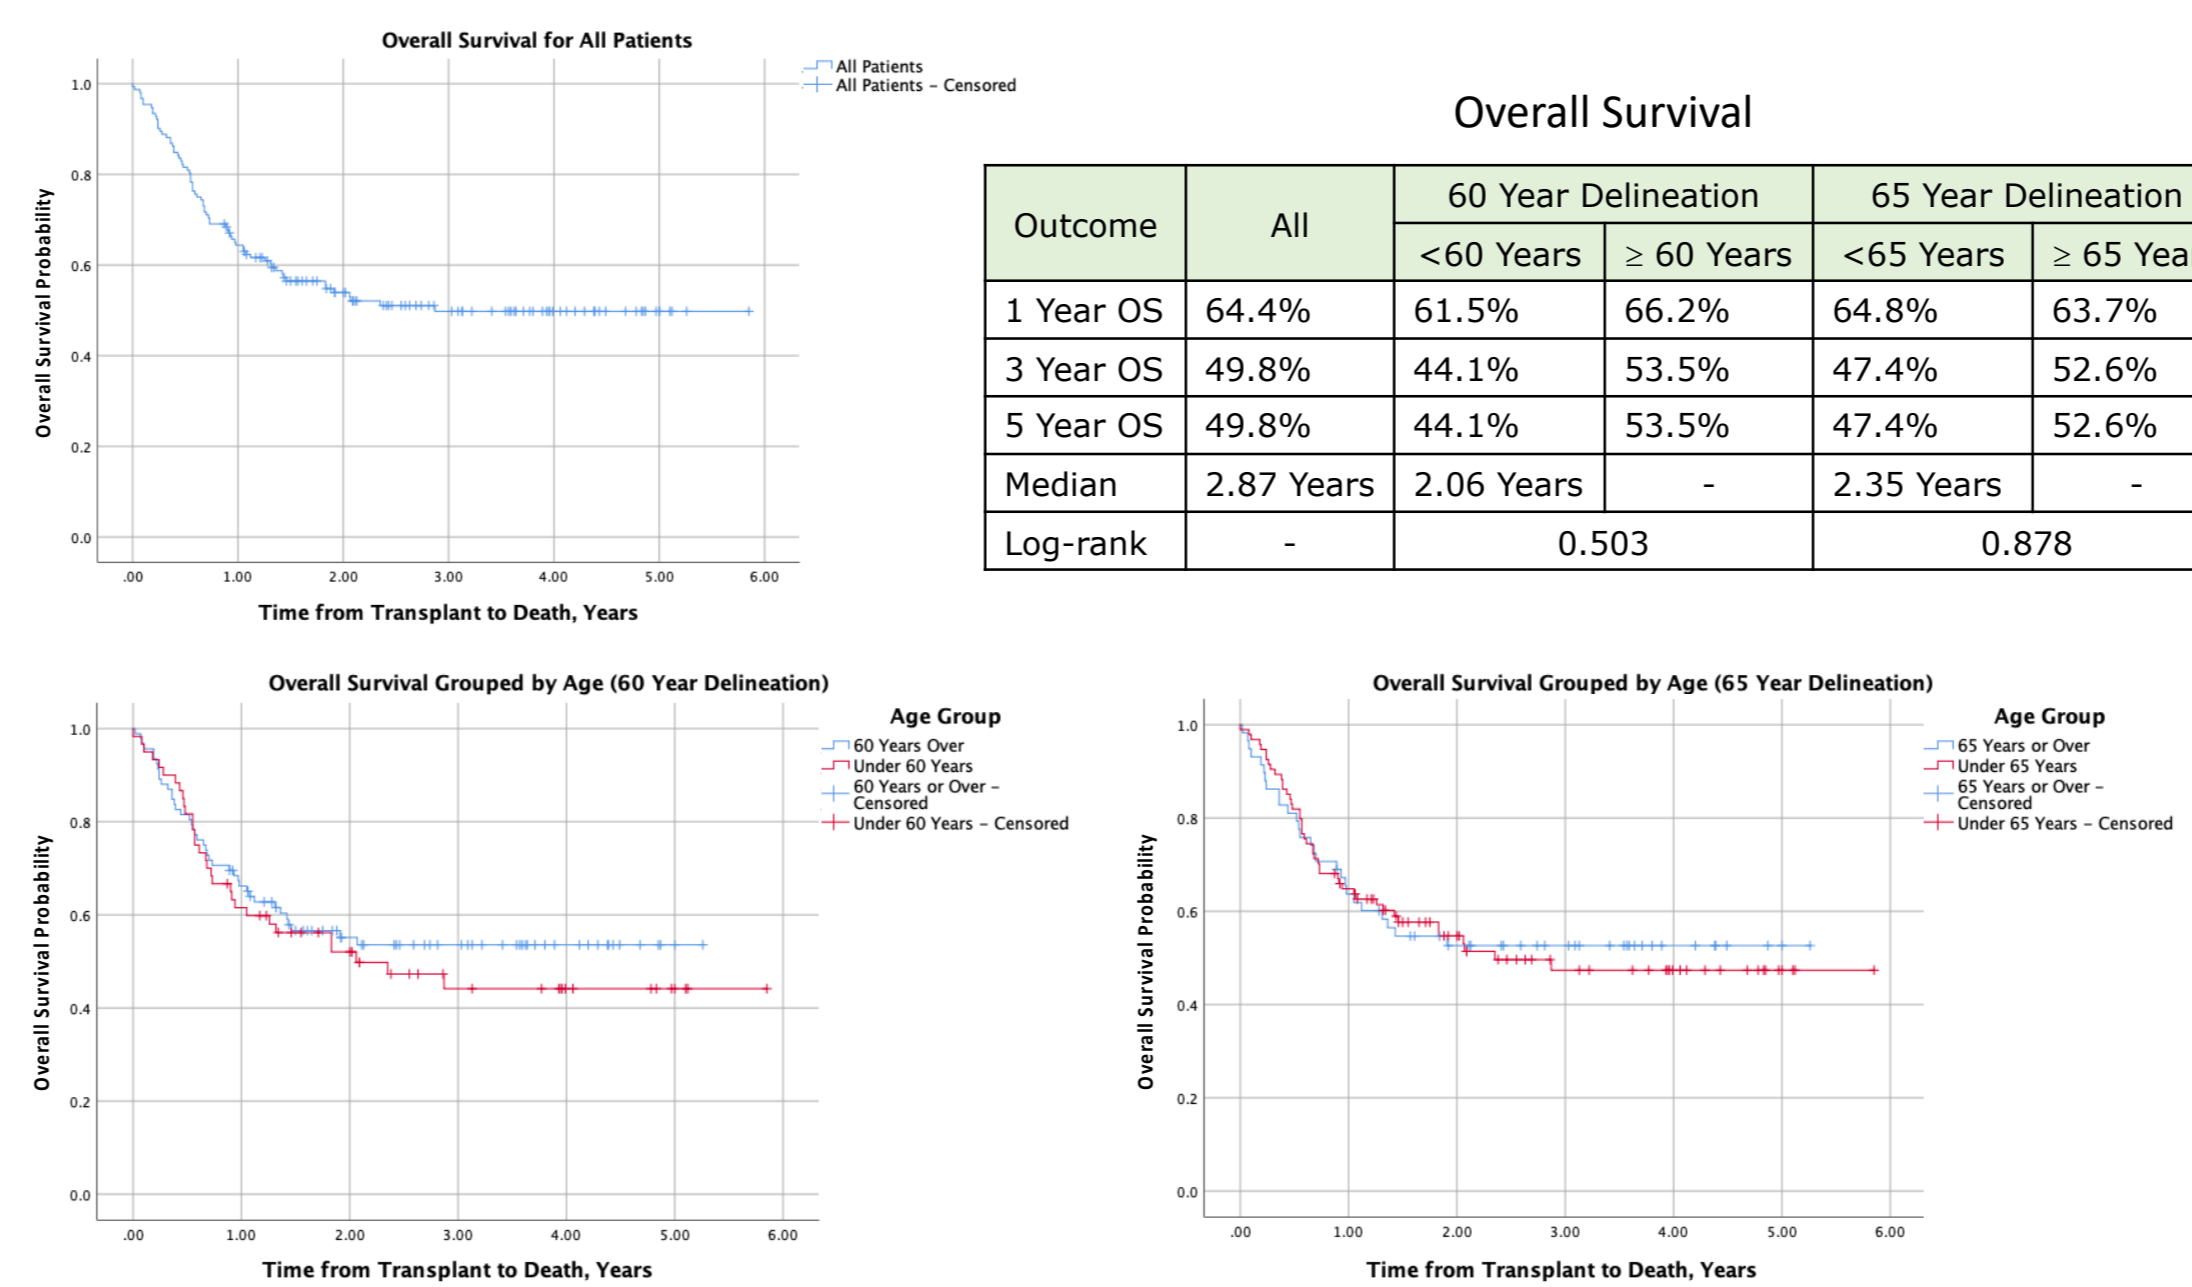 Overall Survival for All Patients
All Patients
All Patients – Censored
Overall Survival Probability
1.0
0.8
0.6
0.4
0.2
0.0
.00 1.00 2.00 3.00 4.00 5.00 6.00
Time from Transplant to Death, Years
Overall Survival
Outcome All 60 Year Delineation 65 Year Delineation
<60 Years ≥ 60 Years <65 Years ≥ 65 Yea
1 Year OS 64.4% 61.5% 66.2% 64.8% 63.7%
3 Year OS 49.8% 44.1% 53.5% 47.4% 52.6%
5 Year OS 49.8% 44.1% 53.5% 47.4% 52.6%
Median 2.87 Years 2.06 Years - 2.35 Years -
Log-rank - 0.503 0.878
Overall Survival Grouped by Age (60 Year Delineation)
Age Group
60 Years Over
Under 60 Years
60 Years or Over –
Censored
Under 60 Years – Censored
Overall Survival Probability
1.0
0.8
0.6
0.4
0.2
0.0
.00 1.00 2.00 3.00 4.00 5.00 6.00
Time from Transplant to Death, Years
Overall Survival Grouped by Age (65 Year Delineation)
Age Group
65 Years or Over
Under 65 Years
65 Years or Over –
Censored
Under 65 Years – Censored
Overall Survival Probability
1.0
0.8
0.6
0.4
0.2
0.0
.00 1.00 2.00 3.00 4.00 5.00 6.00
Time from Transplant to Death, Years